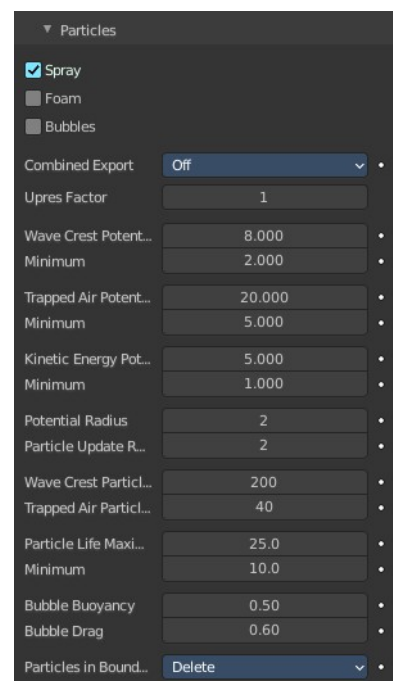 Particles
Spray
Foam
Bubbles
Combined Export Off
Upres Factor 1
Wave Crest Potent... 8.000
Minimum 2.000
Trapped Air Potent... 20.000
Minimum 5.000
Kinetic Energy Pot... 5.000
Minimum 1.000
Potential Radius 2
Particle Update R... 2
Wave Crest Particl... 200
Trapped Air Particl... 40
Particle Life Maxi... 25.0
Minimum 10.0
Bubble Buoyancy 0.50
Bubble Drag 0.60
Particles in Bound... Delete